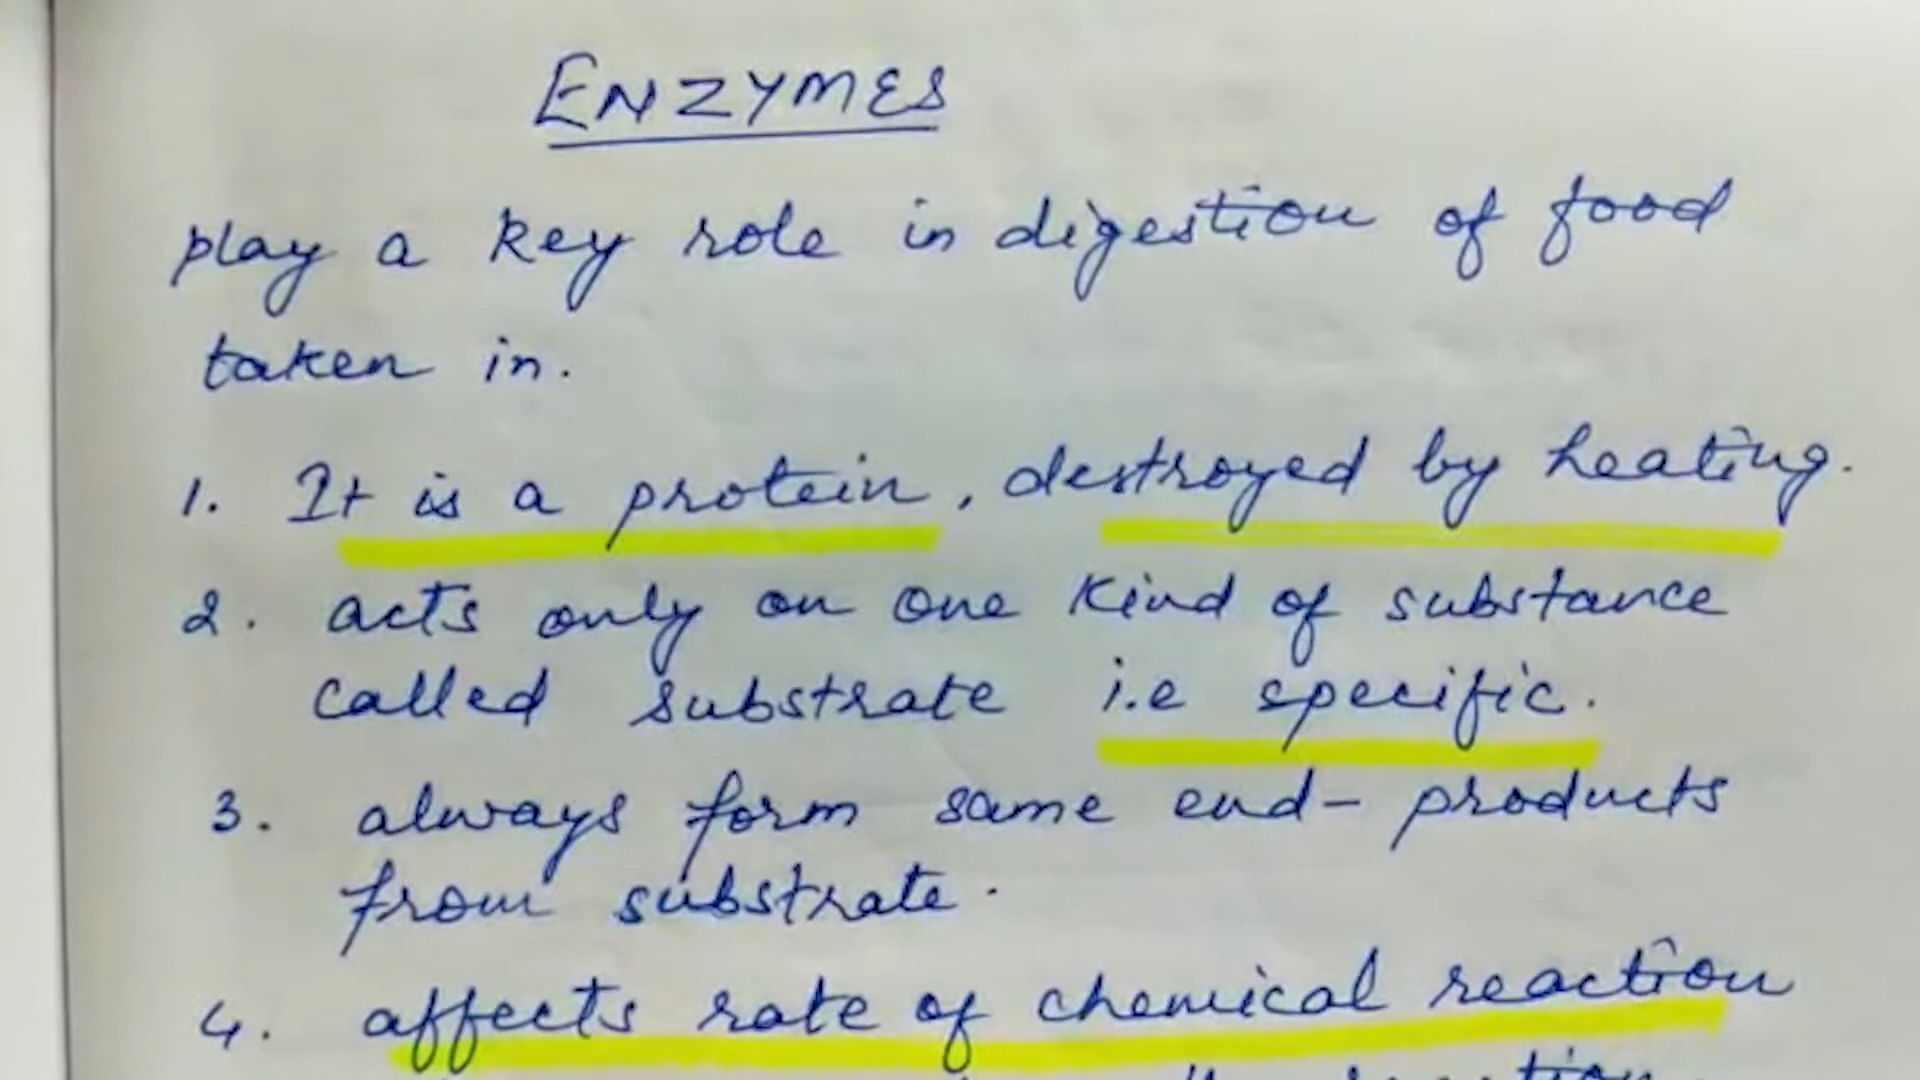 ENZYMES
play a key role in digestion of food
taken in.
1. It is a protein, destroyed by heating.
2. acts only on one kind of substance
called substrate i.e specific.
3. always form same end-products
from substrate.
4. affects rate of chemical reaction